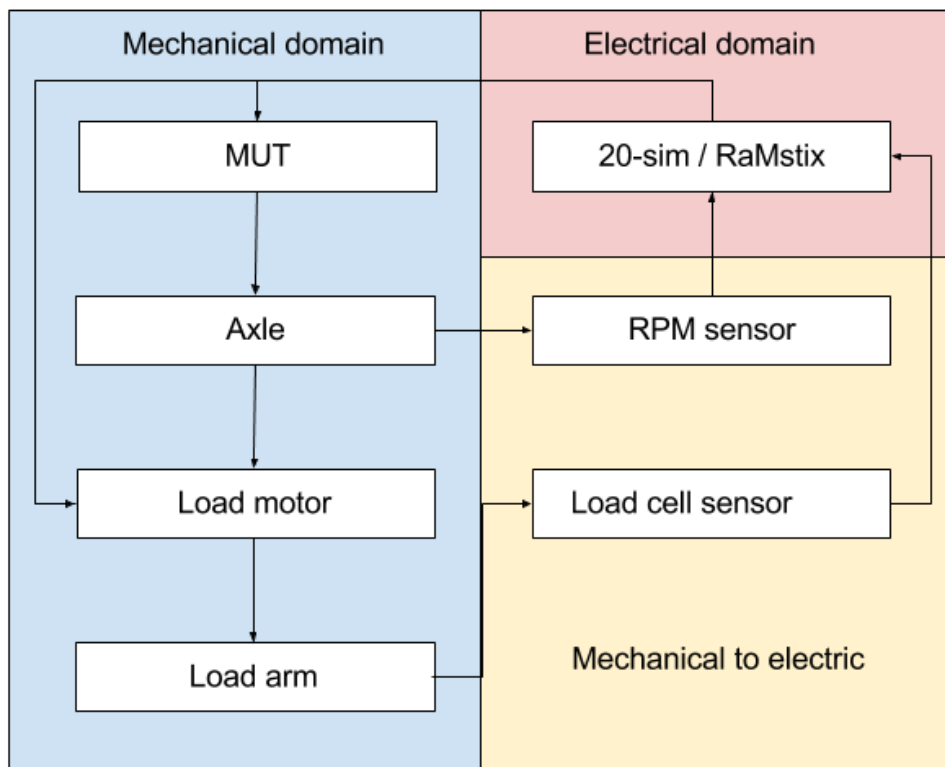 Mechanical domain
Electrical domain
MUT
20-sim / RaMstix
Axle
RPM sensor
Load motor
Load cell sensor
Load arm
Mechanical to electric